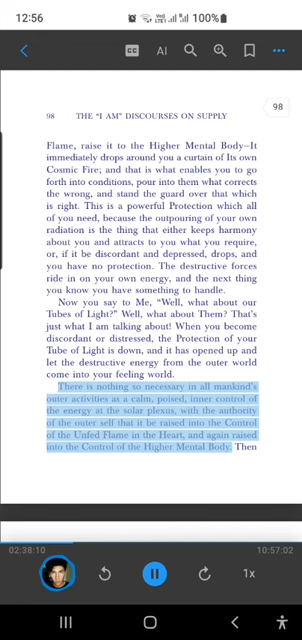 12:56
100%
CC AI
98
98 THE “I AM” DISCOURSES ON SUPPLY
Flame, raise it to the Higher Mental Body—It
immediately drops around you a curtain of Its own
Cosmic Fire; and that is what enables you to go
forth into conditions, pour into them what corrects
the wrong, and stand the guard over that which
is right. This is a powerful Protection which all
of you need, because the outpouring of your own
radiation is the thing that either keeps harmony
about you and attracts to you what you require,
or, if it be discordant and depressed, drops, and
you have no protection. The destructive forces
ride in on your own energy, and the next thing
you know you have something to handle.
Now you say to Me, “Well, what about our
Tubes of Light?” Well, what about Them? That’s
just what I am talking about! When you become
discordant or distressed, the Protection of your
Tube of Light is down, and it has opened up and
let the destructive energy from the outer world
come into your feeling world.
There is nothing so necessary in all mankind’s
outer activities as a calm, poised, inner control of
the energy at the solar plexus, with the authority
of the outer self that it be raised into the Control
of the Unfed Flame in the Heart, and again raised
into the Control of the Higher Mental Body. Then
02:38:10 10:57:02
1x